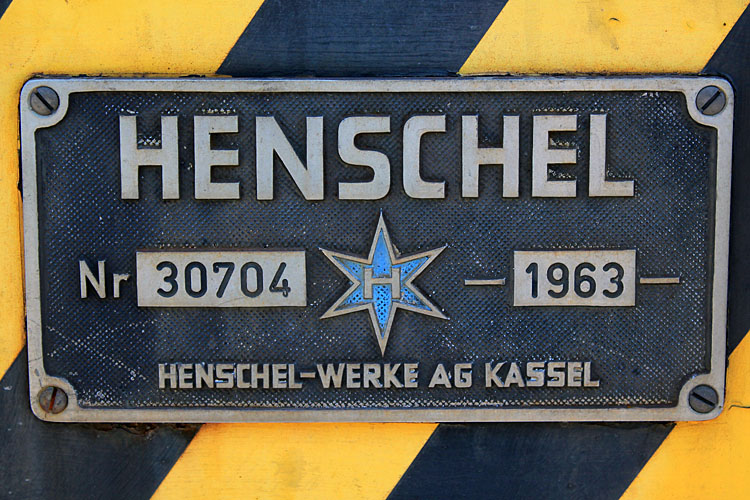 HENSCHEL
Nr 30704 H - 1963 -
HENSCHEL-WERKE AG KASSEL